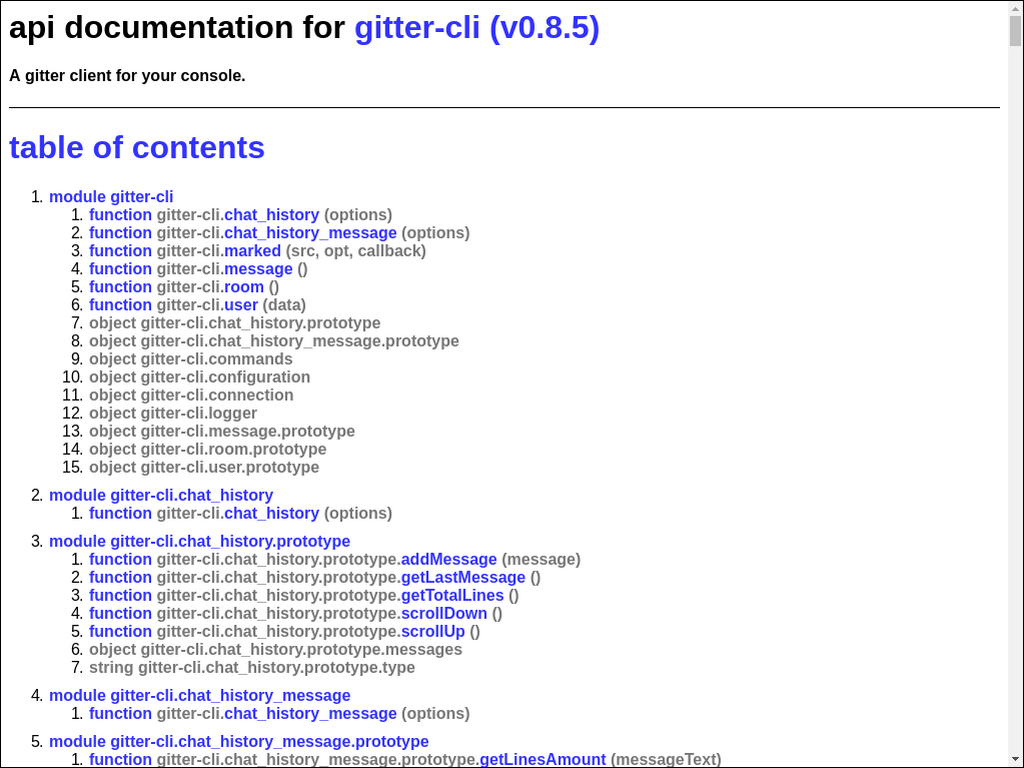 api documentation for gitter-cli (v0.8.5)
A gitter client for your console.
table of contents
1. module gitter-cli
1. function gitter-cli.chat_history (options)
2. function gitter-cli.chat_history_message (options)
3. function gitter-cli.marked (src, opt, callback)
4. function gitter-cli.message ()
5. function gitter-cli.room ()
6. function gitter-cli.user (data)
7. object gitter-cli.chat_history.prototype
8. object gitter-cli.chat_history_message.prototype
9. object gitter-cli.commands
10. object gitter-cli.configuration
11. object gitter-cli.connection
12. object gitter-cli.logger
13. object gitter-cli.message.prototype
14. object gitter-cli.room.prototype
15. object gitter-cli.user.prototype
2. module gitter-cli.chat_history
1. function gitter-cli.chat_history (options)
3. module gitter-cli.chat_history.prototype
1. function gitter-cli.chat_history.prototype.addMessage (message)
2. function gitter-cli.chat_history.prototype.getLastMessage ()
3. function gitter-cli.chat_history.prototype.getTotalLines ()
4. function gitter-cli.chat_history.prototype.scrollDown ()
5. function gitter-cli.chat_history.prototype.scrollUp ()
6. object gitter-cli.chat_history.prototype.messages
7. string gitter-cli.chat_history.prototype.type
4. module gitter-cli.chat_history_message
1. function gitter-cli.chat_history_message (options)
5. module gitter-cli.chat_history_message.prototype
1. function gitter-cli.chat_history_message.prototype.getLinesAmount (messageText)